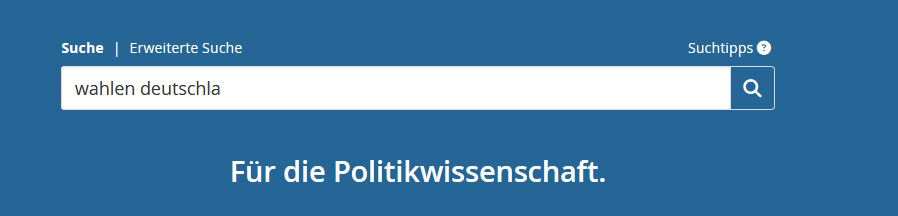 Suche | Erweiterte Suche Suchtipps ?
wahlen deutschla
Für die Politikwissenschaft.